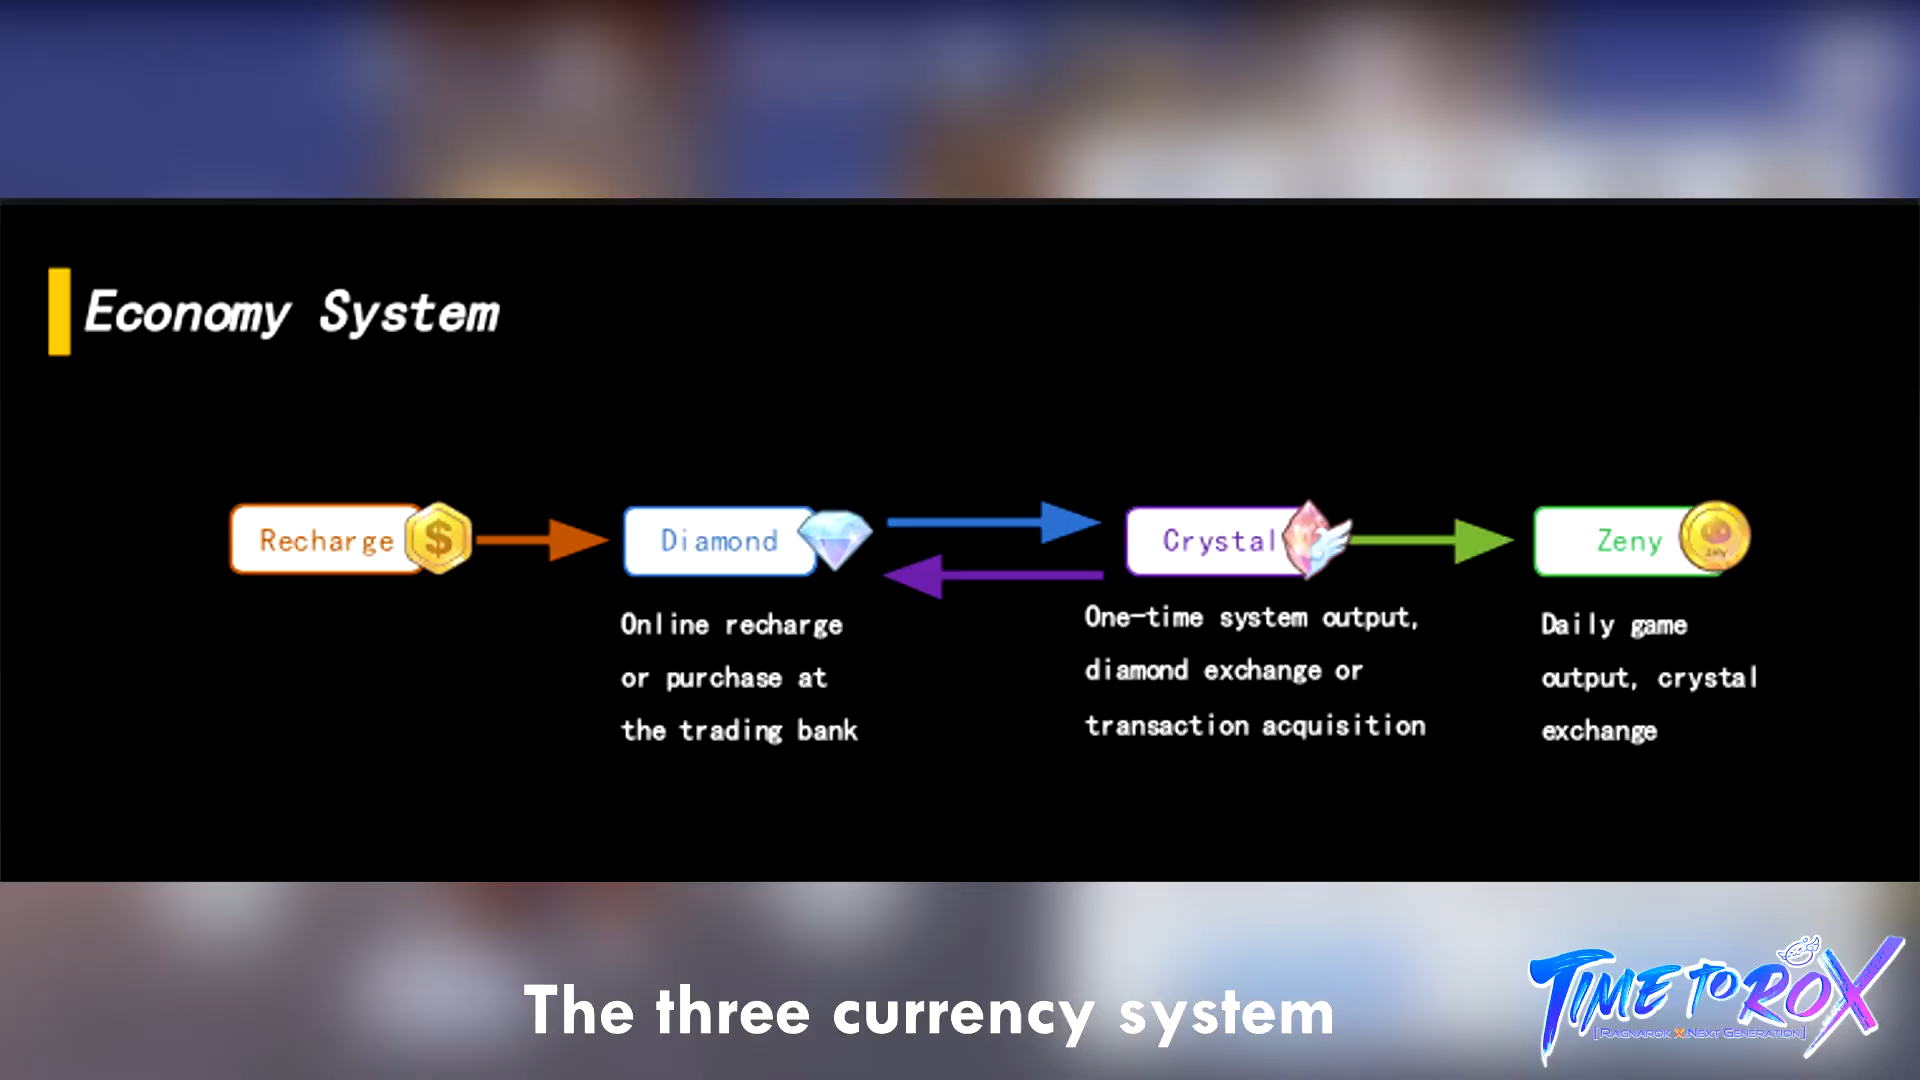 Economy System
Recharge
$
Diamond
Crystal
Zeny
Online recharge
or purchase at
the trading bank
One-time system output,
diamond exchange or
transaction acquisition
Daily game
output, crystal
exchange
The three currency system
TIME TO ROX
[RAGNAROK X NEXT GENERATION]